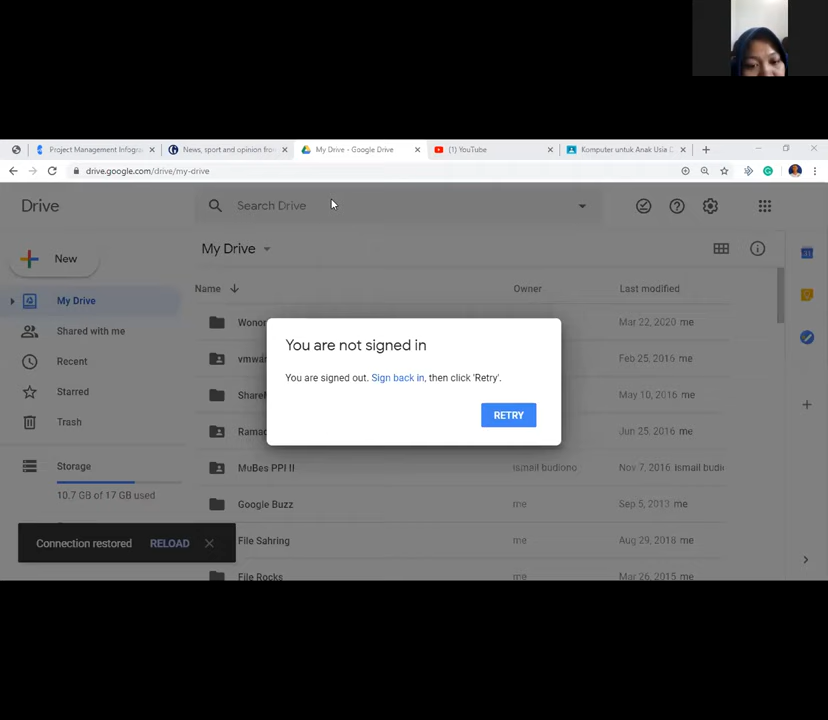 Project Management Infogra
News, sport and opinion fro
My Drive - Google Drive
(1) YouTube
Komputer untuk Anak Usia D
drive.google.com/drive/my-drive
Drive
Search Drive
New
My Drive
Name
Owner
Last modified
My Drive
Shared with me
Recent
Starred
Trash
Storage
10.7 GB of 17 GB used
Wonor
Mar 22, 2020 me
vmwar
Feb 25, 2016 me
ShareM
May 10, 2016 me
Ramad
Jun 25, 2016 me
MuBes PPI II
ismail budiono
Nov 7, 2016 ismail budio
Google Buzz
me
Sep 5, 2013 me
File Sahring
me
Aug 29, 2018 me
File Rocks
me
Mar 26, 2015 me
You are not signed in
You are signed out. Sign back in, then click 'Retry'.
RETRY
Connection restored
RELOAD